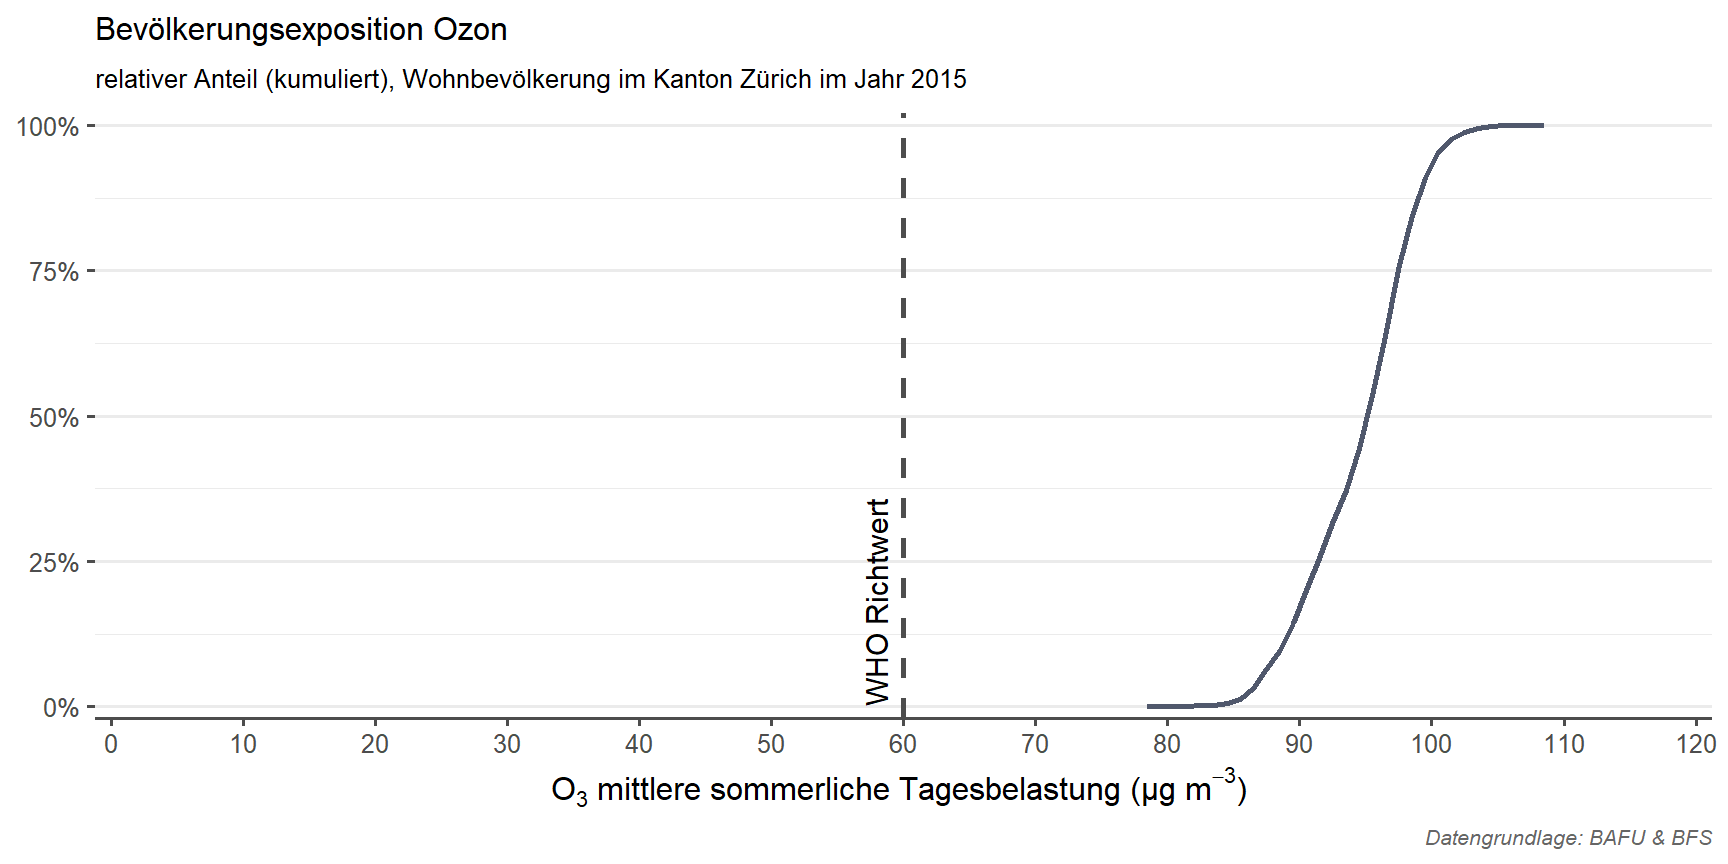 Bevölkerungsexposition Ozon
relativer Anteil (kumuliert), Wohnbevölkerung im Kanton Zürich im Jahr 2015
100%
75%
50%
25%
0%
WHO Richtwert
0 10 20 30 40 50 60 70 80 90 100 110 120
O₃ mittlere sommerliche Tagesbelastung (µg m⁻³)
Datengrundlage: BAFU & BFS